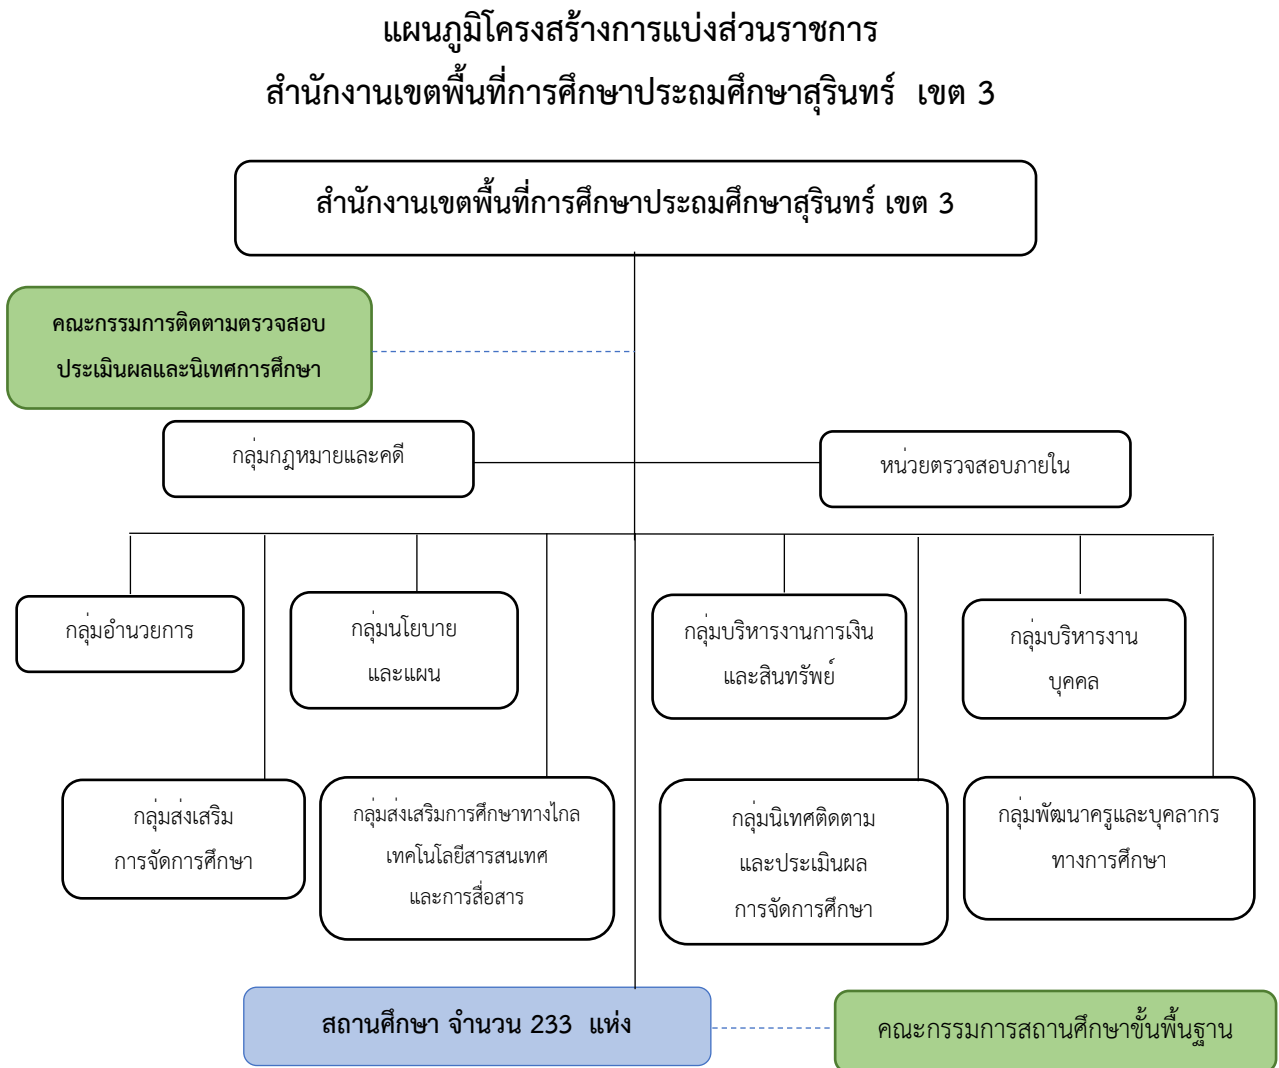 แผนภูมิโครงสร้างการแบ่งส่วนราชการ
สำนักงานเขตพื้นที่การศึกษาประถมศึกษาสุรินทร์ เขต 3
สำนักงานเขตพื้นที่การศึกษาประถมศึกษาสุรินทร์ เขต 3
คณะกรรมการติดตามตรวจสอบ
ประเมินผลและนิเทศการศึกษา
กลุ่มกฎหมายและคดี
หน่วยตรวจสอบภายใน
กลุ่มอำนวยการ
กลุ่มนโยบาย
และแผน
กลุ่มบริหารงานการเงิน
และสินทรัพย์
กลุ่มบริหารงาน
บุคคล
กลุ่มส่งเสริม
การจัดการศึกษา
กลุ่มส่งเสริมการศึกษาทางไกล
เทคโนโลยีสารสนเทศ
และการสื่อสาร
กลุ่มนิเทศติดตาม
และประเมินผล
การจัดการศึกษา
กลุ่มพัฒนาครูและบุคลากร
ทางการศึกษา
สถานศึกษา จำนวน 233 แห่ง
คณะกรรมการสถานศึกษาขั้นพื้นฐาน